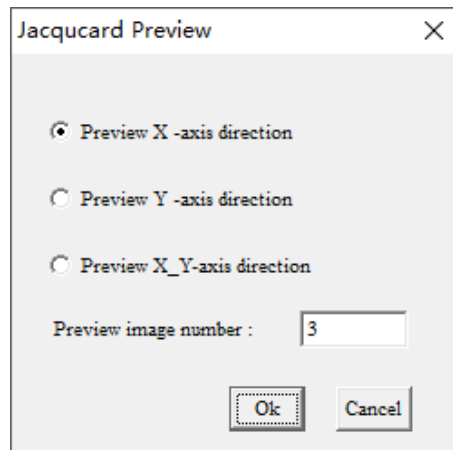 Jacqucard Preview
Preview X -axis direction
Preview Y -axis direction
Preview X_Y-axis direction
Preview image number : 3
Ok Cancel